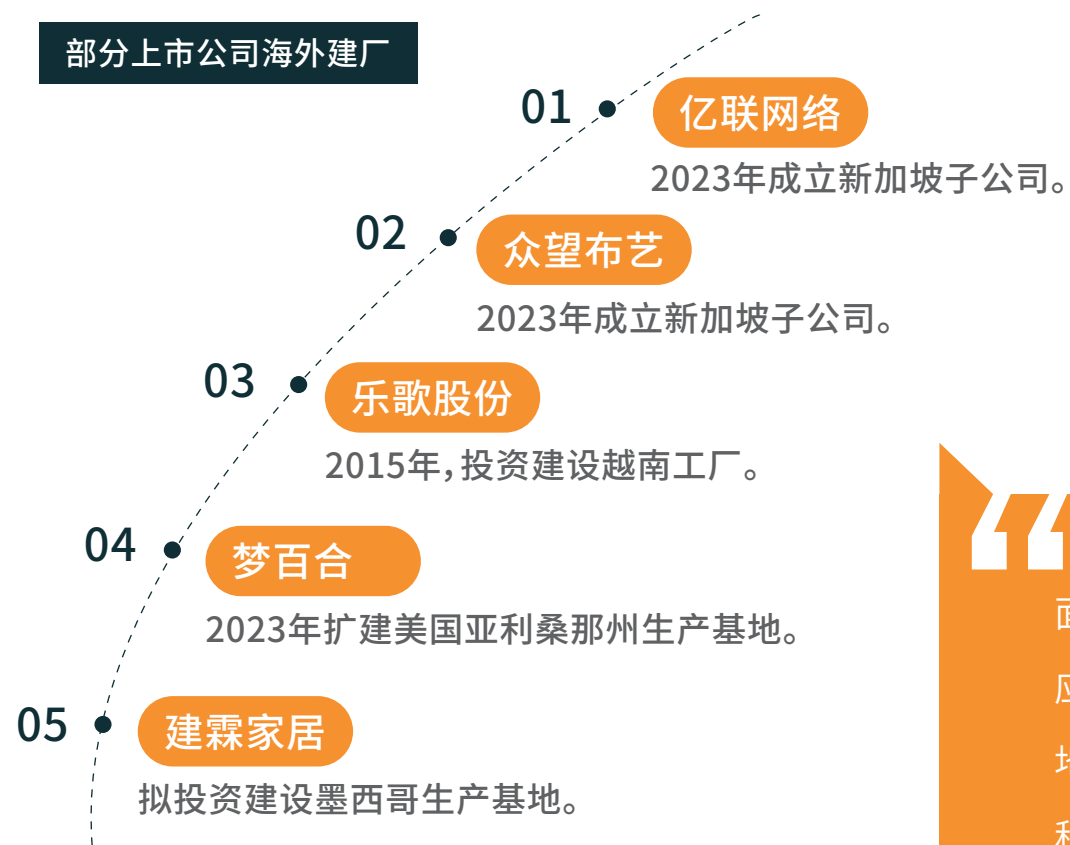 部分上市公司海外建厂
01
亿联网络
2023年成立新加坡子公司。
02
众望布艺
2023年成立新加坡子公司。
03
乐歌股份
2015年，投资建设越南工厂。
04
梦百合
2023年扩建美国亚利桑那州生产基地。
05
建霖家居
拟投资建设墨西哥生产基地。